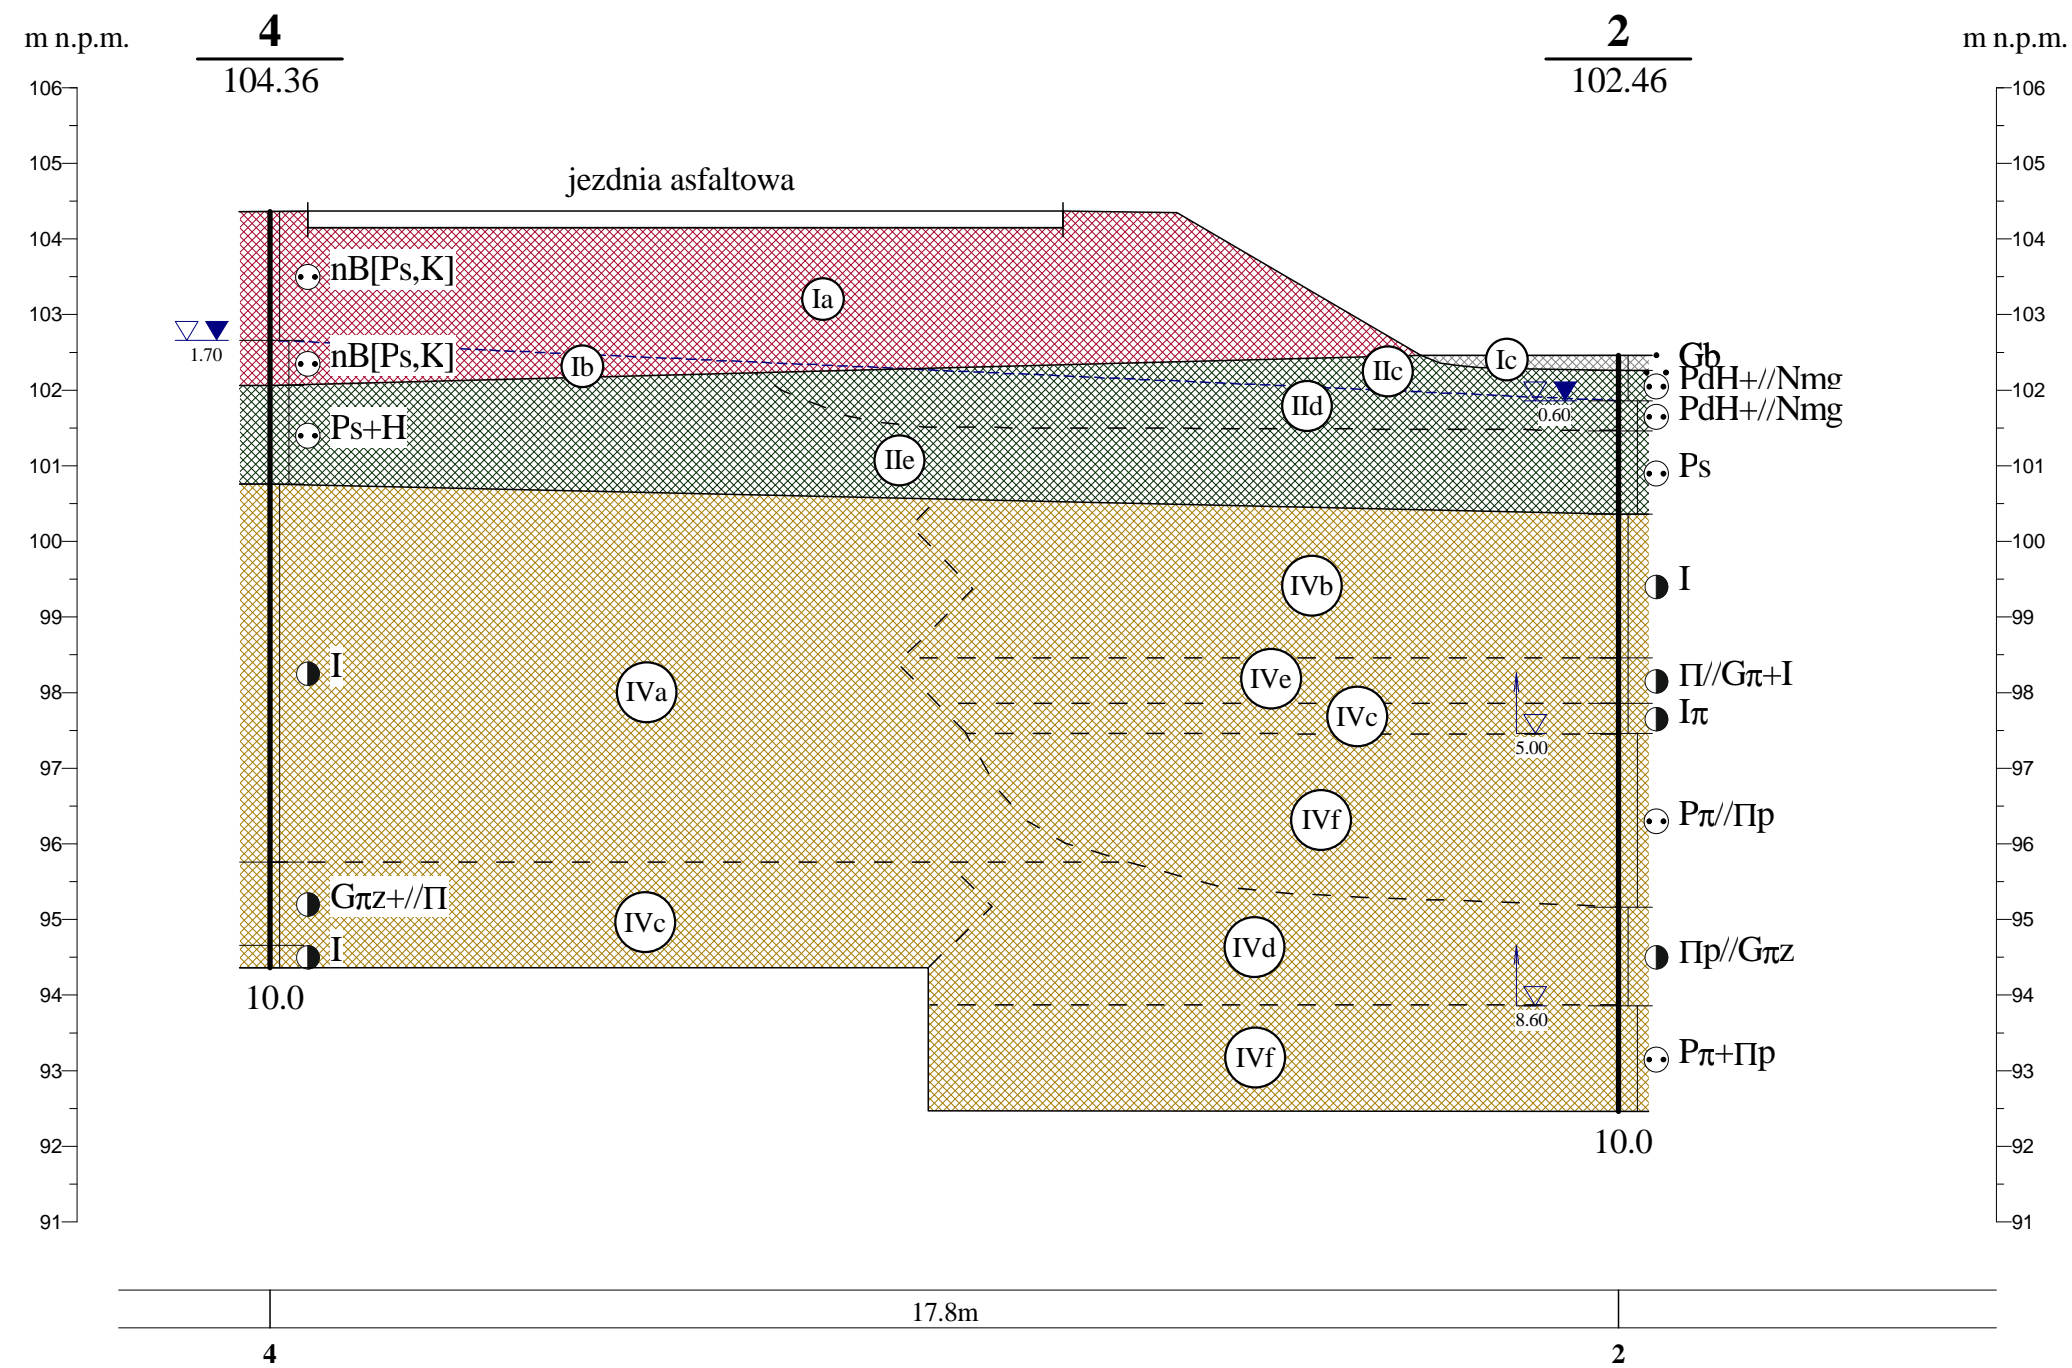 m n.p.m. 4 2 m n.p.m.
104.36 102.46
106 106
105 105
jezdnia asfaltowa
104 104
nB[Ps,K] Ia
103 103
1.70 nB[Ps,K] Ib IIc Ic Gb
102 PdH+//Nmg 102
IId 0.60 PdH+//Nmg
Ps+H
101 IIe Ps 101
100 100
IVb I
99 99
I IVa IVe Π//Gπ+I
98 98
IVc Iπ
5.00
97 97
IVf Pπ//Πp
96 96
Gπz+//Π
95 IVc 95
I IVd Πp//Gπz
94 94
10.0 8.60
93 IVf Pπ+Πp 93
92 10.0 92
91 91
17.8m
4 2